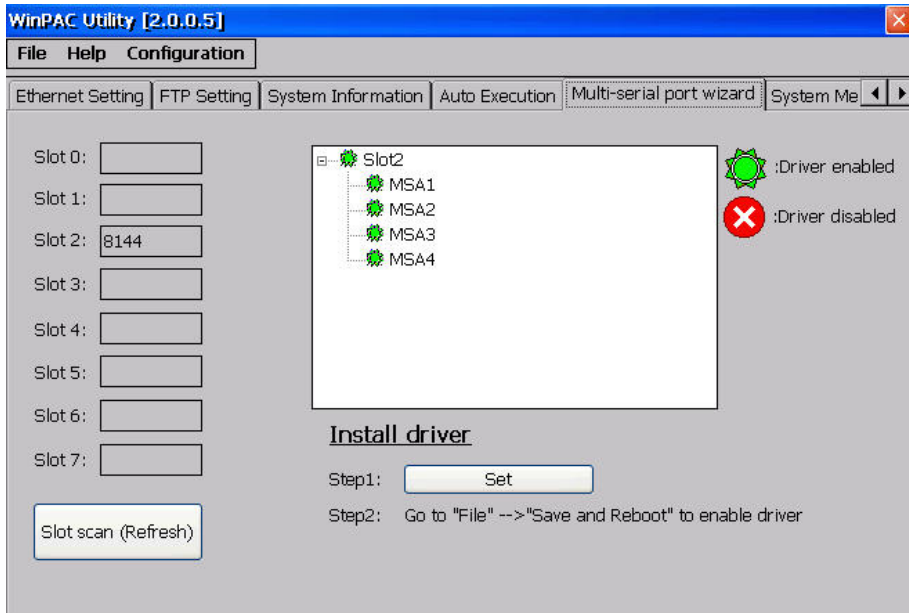 WinPAC Utility [2.0.0.5]
File Help Configuration
Ethernet Setting FTP Setting System Information Auto Execution Multi-serial port wizard System Me
Slot 0:
Slot 1:
Slot 2: 8144
Slot 3:
Slot 4:
Slot 5:
Slot 6:
Slot 7:
Slot scan (Refresh)
Slot2
MSA1
MSA2
MSA3
MSA4
:Driver enabled
:Driver disabled
Install driver
Step1: Set
Step2: Go to "File" -->"Save and Reboot" to enable driver